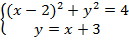 (x − 2)² + y² = 4
y = x + 3